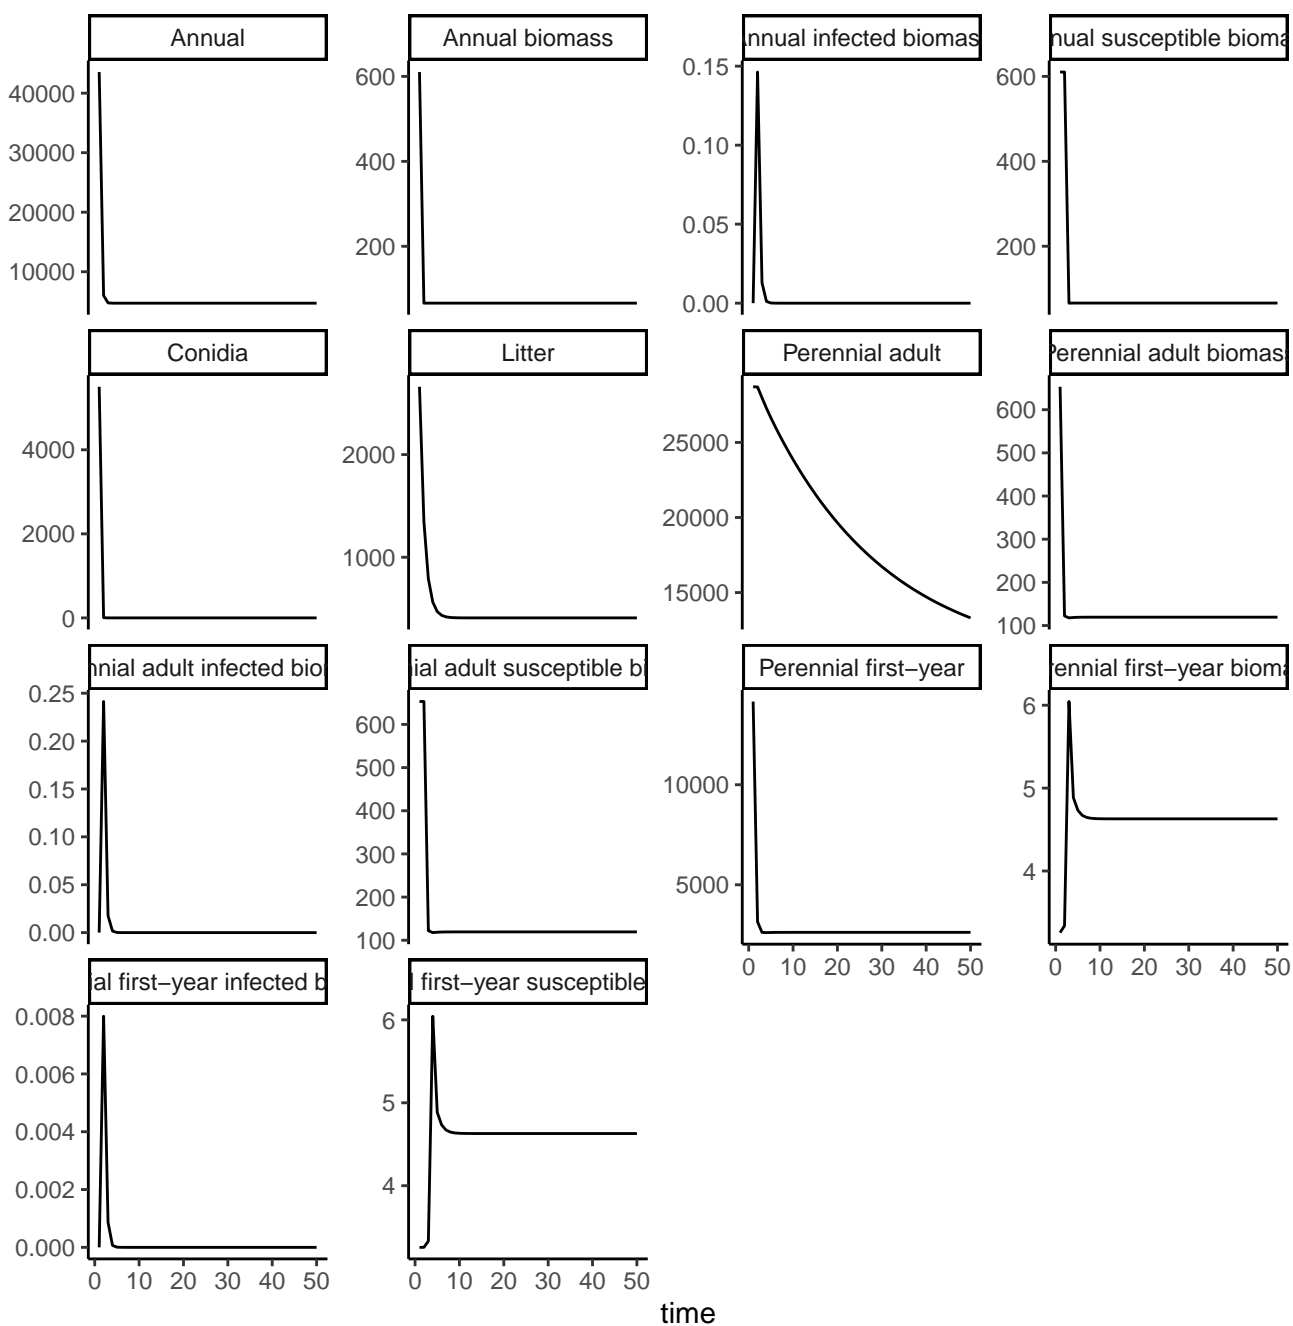 Annual
Annual biomass
nnual infected biomas
nual susceptible bioma
40000
30000
20000
10000
600
400
200
0.15
0.10
0.05
0.00
600
400
200
Conidia
Litter
Perennial adult
Perennial adult biomass
4000
2000
0
2000
1000
25000
20000
15000
600
500
400
300
200
100
nnial adult infected bior
ial adult susceptible bi
Perennial first−year
rennial first−year bioma
0.25
0.20
0.15
0.10
0.05
0.00
600
500
400
300
200
100
10000
5000
6
5
4
0 10 20 30 40 50
0 10 20 30 40 50
ial first−year infected b
l first−year susceptible
0.008
0.006
0.004
0.002
0.000
6
5
4
0 10 20 30 40 50
0 10 20 30 40 50
time